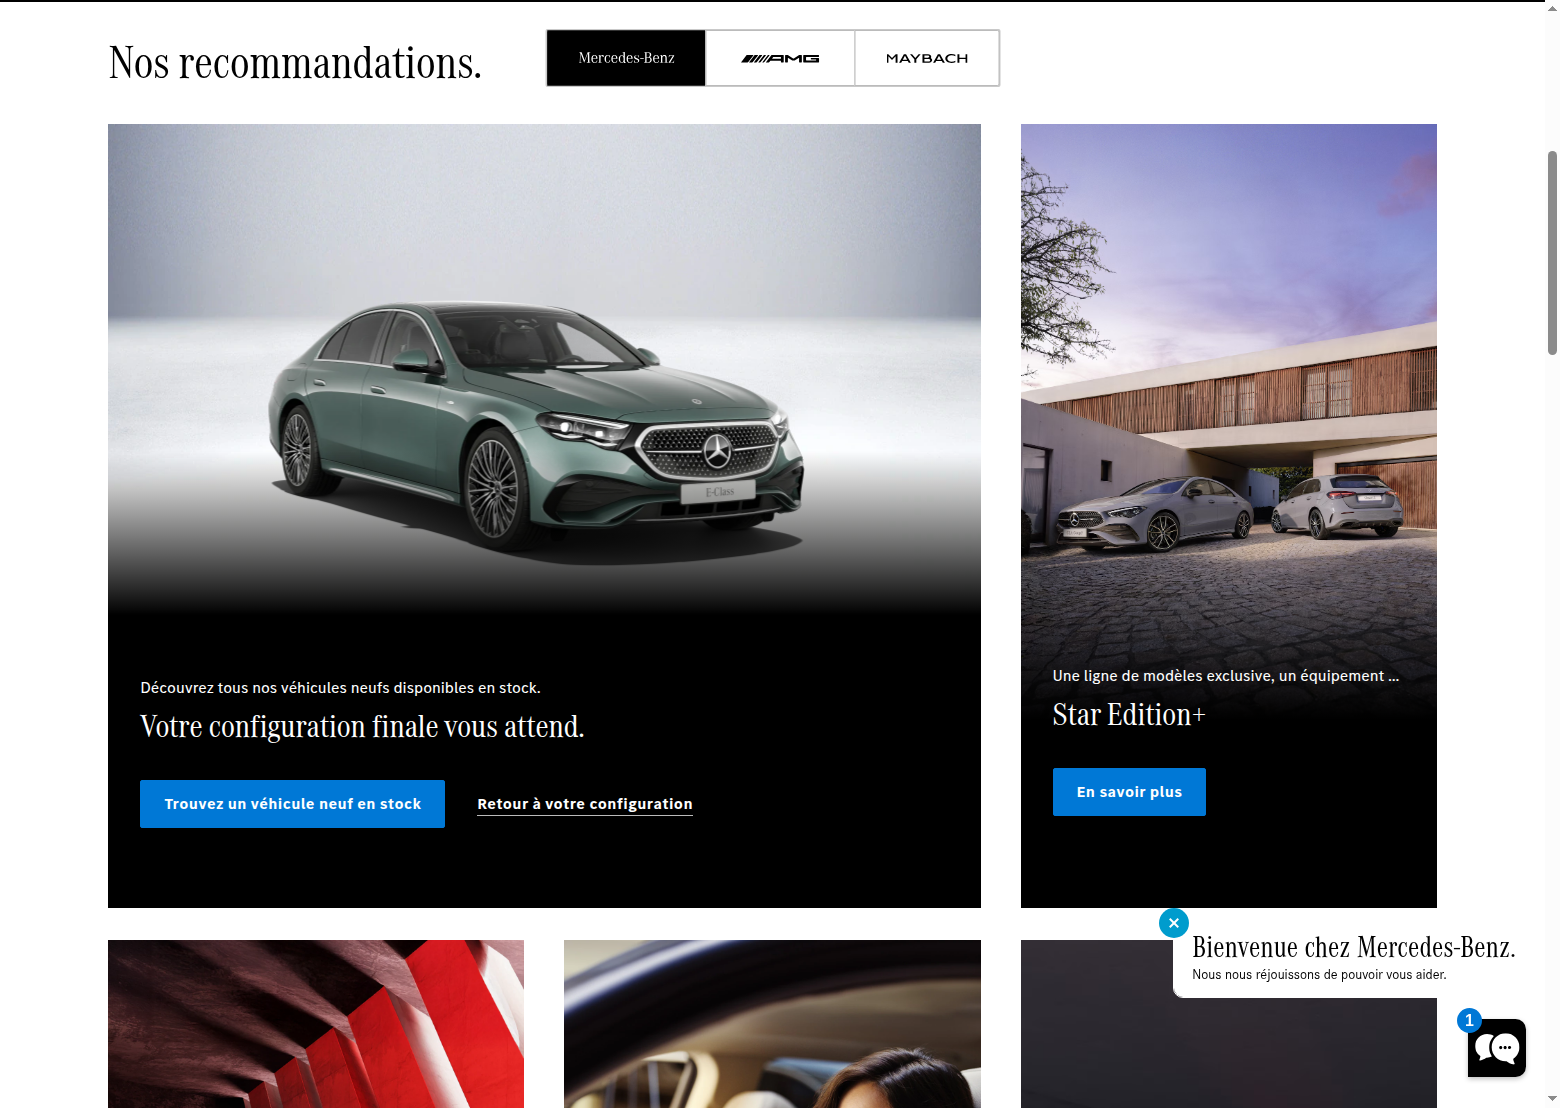 Nos recommandations.
Mercedes-Benz
AMG
MAYBACH
E-Class
Découvrez tous nos véhicules neufs disponibles en stock.
Votre configuration finale vous attend.
Trouvez un véhicule neuf en stock
Retour à votre configuration
Une ligne de modèles exclusive, un équipement ...
Star Edition+
En savoir plus
Bienvenue chez Mercedes-Benz.
Nous nous réjouissons de pouvoir vous aider.
1